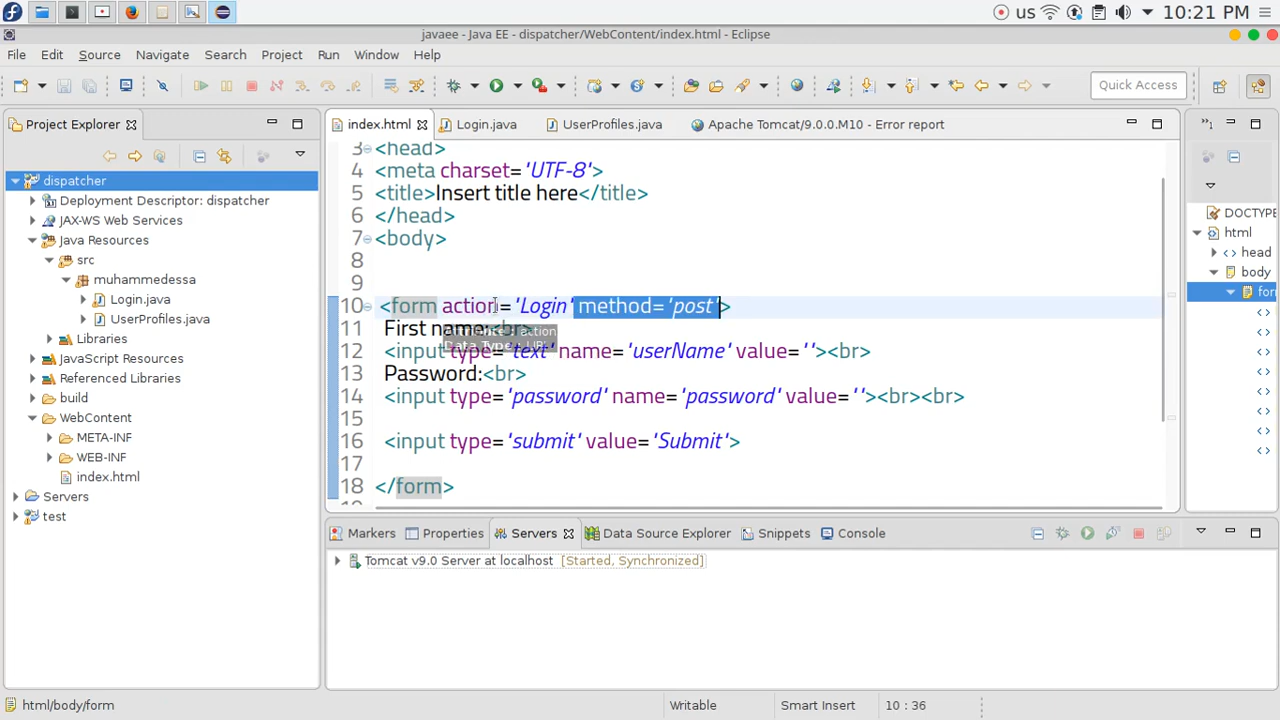 us 10:21 PM
javaee - Java EE - dispatcher/WebContent/index.html - Eclipse
File Edit Source Navigate Search Project Run Window Help
Quick Access
Project Explorer
index.html Login.java UserProfiles.java Apache Tomcat/9.0.0.M10 - Error report
»1
dispatcher
Deployment Descriptor: dispatcher
JAX-WS Web Services
Java Resources
src
muhammedessa
Login.java
UserProfiles.java
Libraries
JavaScript Resources
Referenced Libraries
build
WebContent
META-INF
WEB-INF
index.html
Servers
test
3 <head>
4 <meta charset='UTF-8'>
5 <title>Insert title here</title>
6 </head>
7 <body>
8
9
10 <form action='Login' method='post'>
11 First name:<br>
12 <input type='text' name='userName' value=''><br>
13 Password:<br>
14 <input type='password' name='password' value=''><br><br>
15
16 <input type='submit' value='Submit'>
17
18 </form>
DOCTYPE
html
head
body
Markers Properties Servers Data Source Explorer Snippets Console
Tomcat v9.0 Server at localhost [Started, Synchronized]
html/body/form Writable Smart Insert 10 : 36